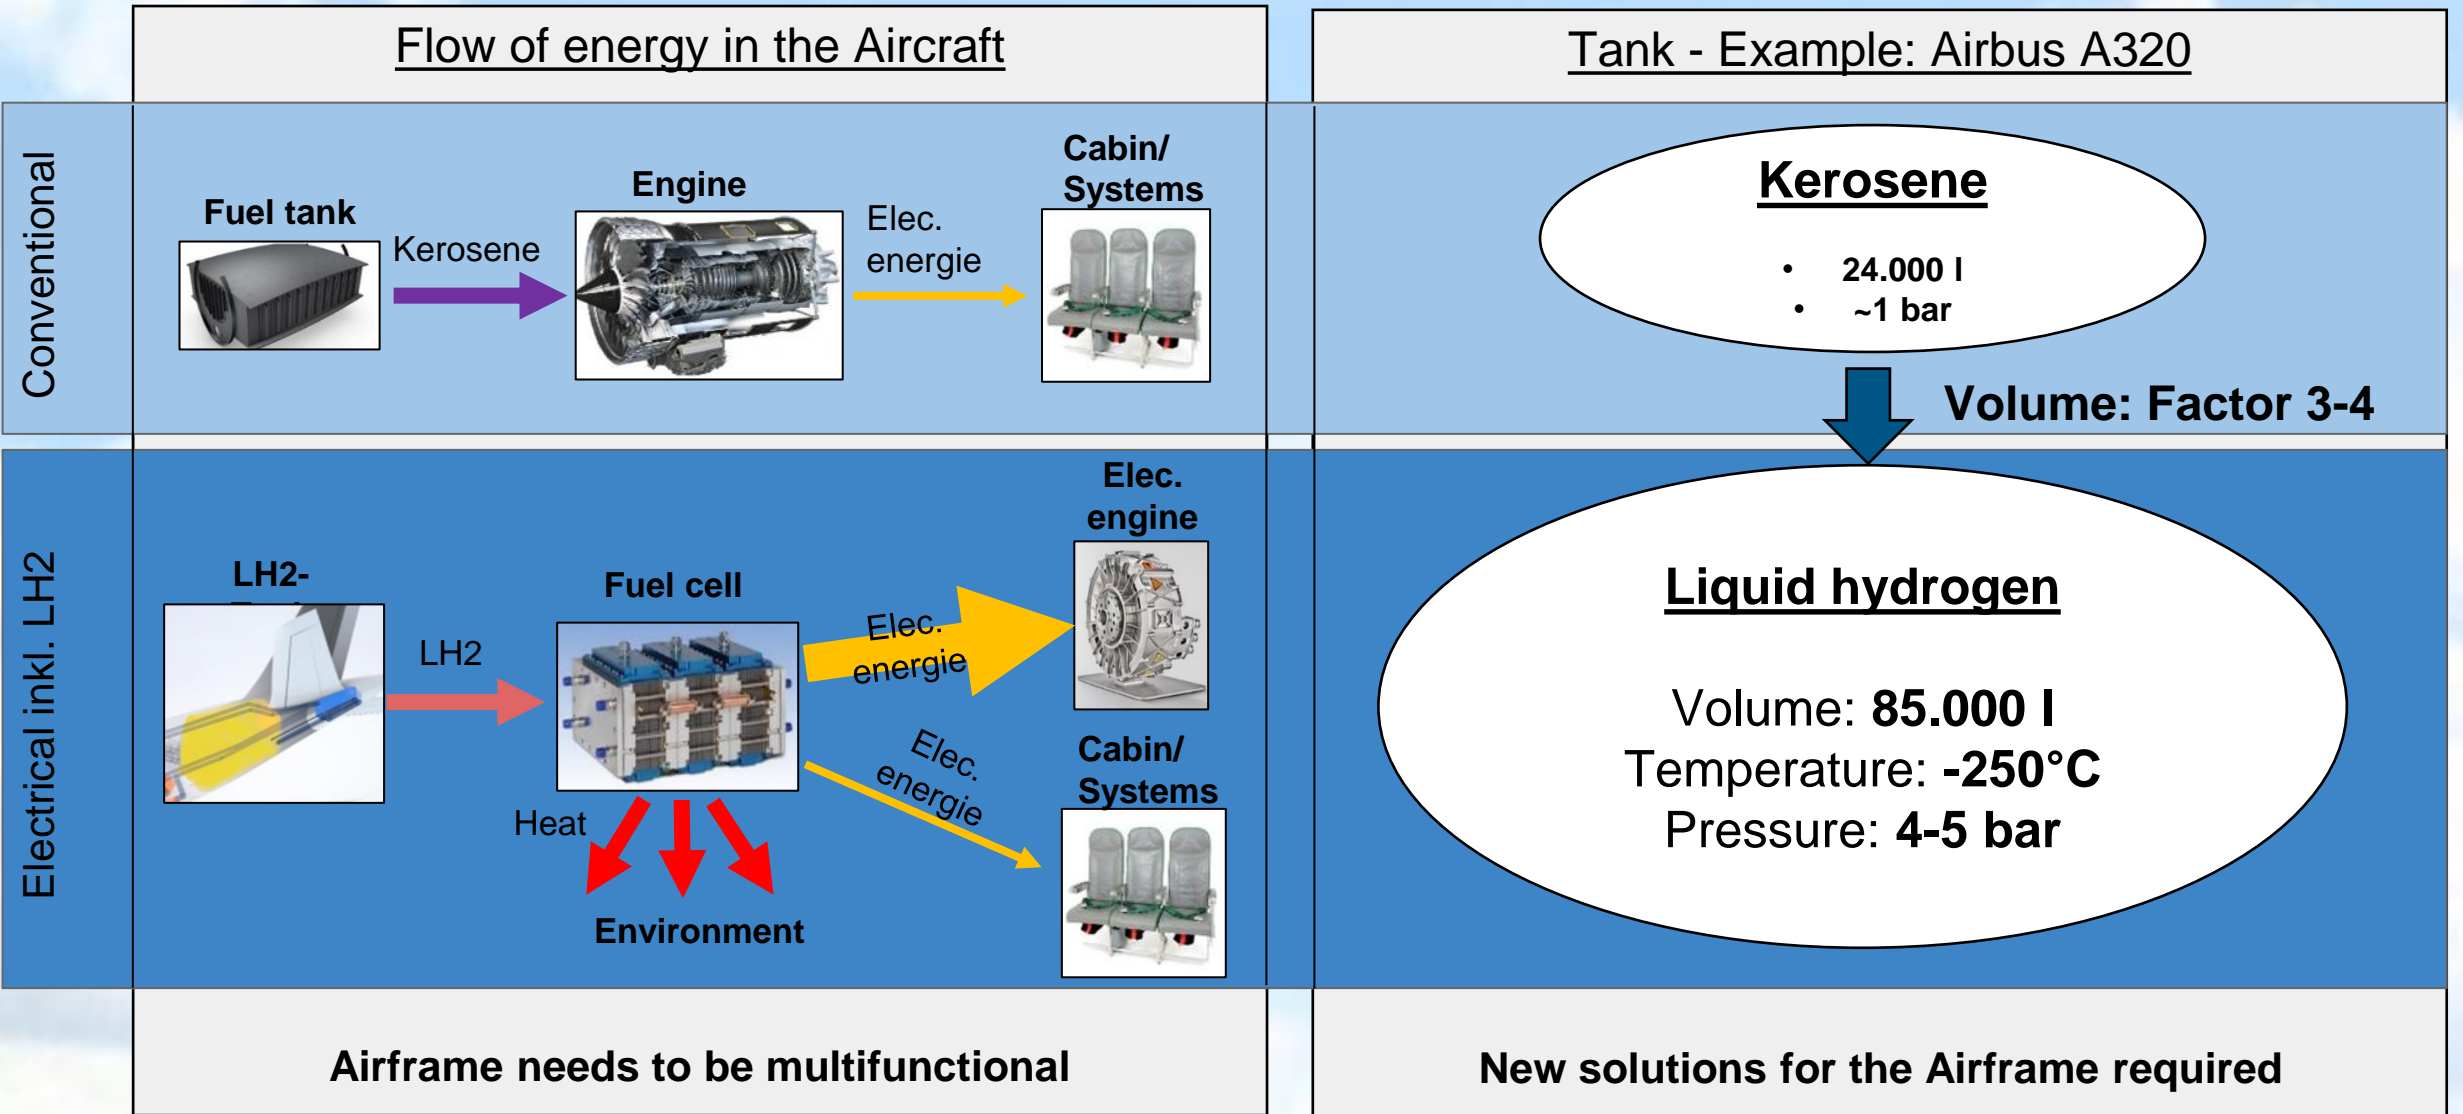 Flow of energy in the Aircraft
Tank - Example: Airbus A320
Conventional
Fuel tank
Kerosene
Engine
Elec.
energie
Cabin/
Systems
Kerosene
• 24.000 l
• ~1 bar
Volume: Factor 3-4
Electrical inkl. LH2
LH2-
LH2
Fuel cell
Elec.
energie
Elec.
engine
Elec.
energie
Cabin/
Systems
Heat
Environment
Liquid hydrogen
Volume: 85.000 l
Temperature: -250°C
Pressure: 4-5 bar
Airframe needs to be multifunctional
New solutions for the Airframe required